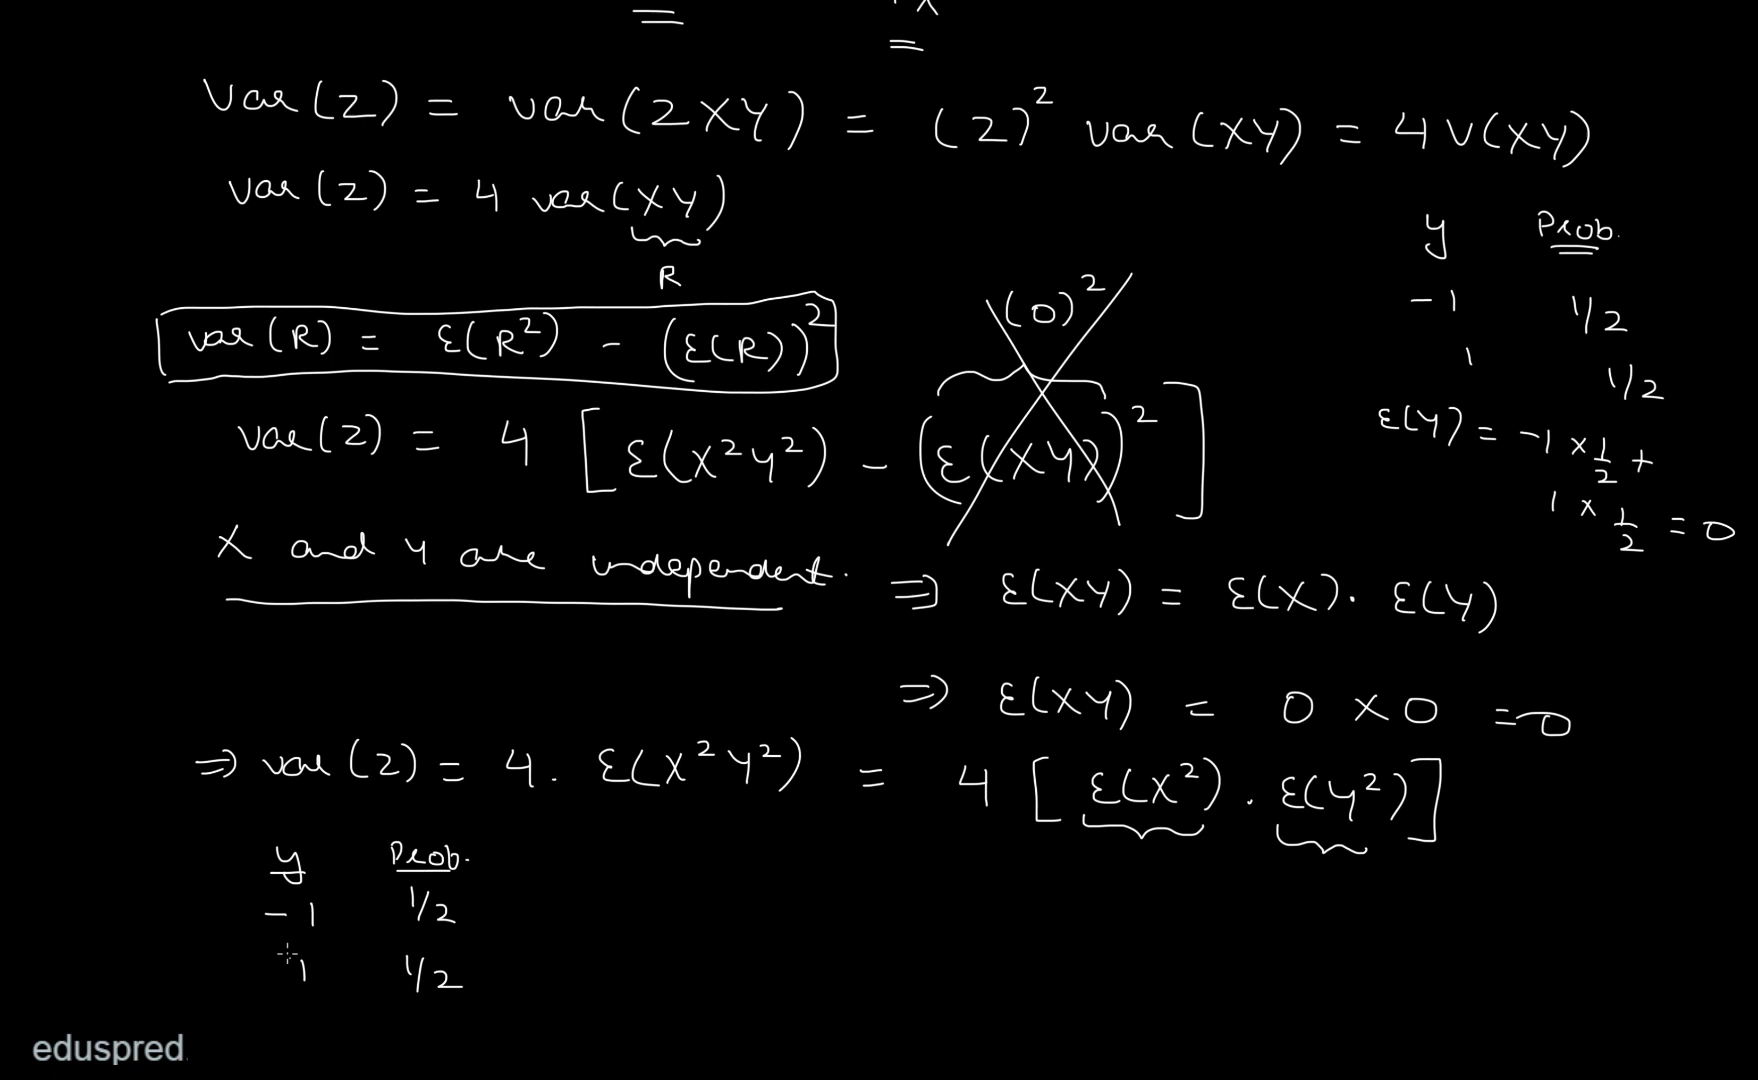 Var(Z) = var(2XY) = (2)² var(XY) = 4V(XY)
Var(Z) = 4 var(XY)
R
var(R) = E(R²) - (E(R))²
(0)²
var(Z) = 4 [E(X²Y²) - (E(XY))²]
y Prob.
-1 1/2
1 1/2
E(Y) = -1 × 1/2 +
1 × 1/2 = 0
X and Y are independent. ⇒ E(XY) = E(X). E(Y)
⇒ E(XY) = 0 × 0 = 0
⇒ var(Z) = 4. E(X²Y²) = 4 [E(X²). E(Y²)]
y Prob.
-1 1/2
1 1/2
eduspred.